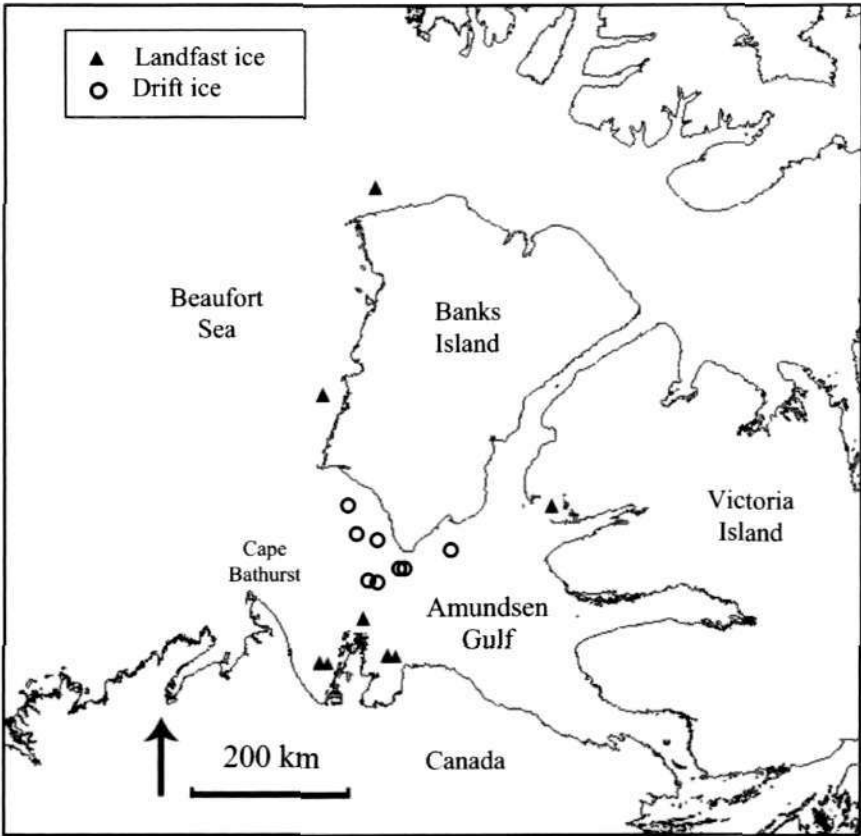 Landfast ice
Drift ice
Beaufort
Sea
Banks
Island
Victoria
Island
Cape
Bathurst
Amundsen
Gulf
200 km
Canada